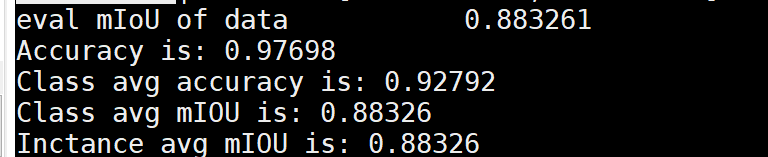 eval mIoU of data 0.883261
Accuracy is: 0.97698
Class avg accuracy is: 0.92792
Class avg mIOU is: 0.88326
Inctance avg mIOU is: 0.88326